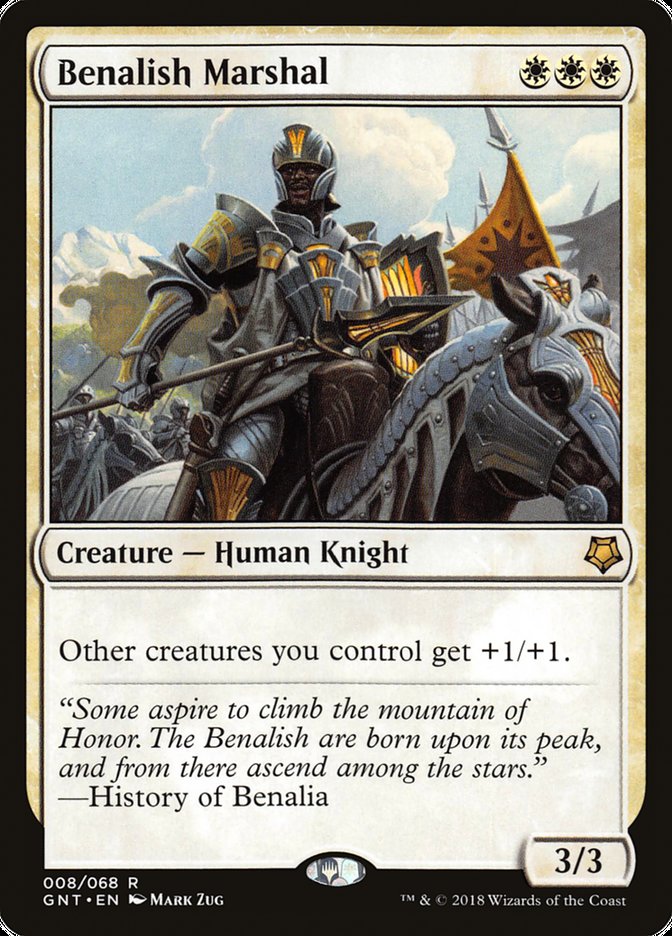 Benalish Marshal
Creature — Human Knight
Other creatures you control get +1/+1.
“Some aspire to climb the mountain of
Honor. The Benalish are born upon its peak,
and from there ascend among the stars.”
—History of Benalia
3/3
008/068 R
GNT • EN Mark Zug
™ & © 2018 Wizards of the Coast